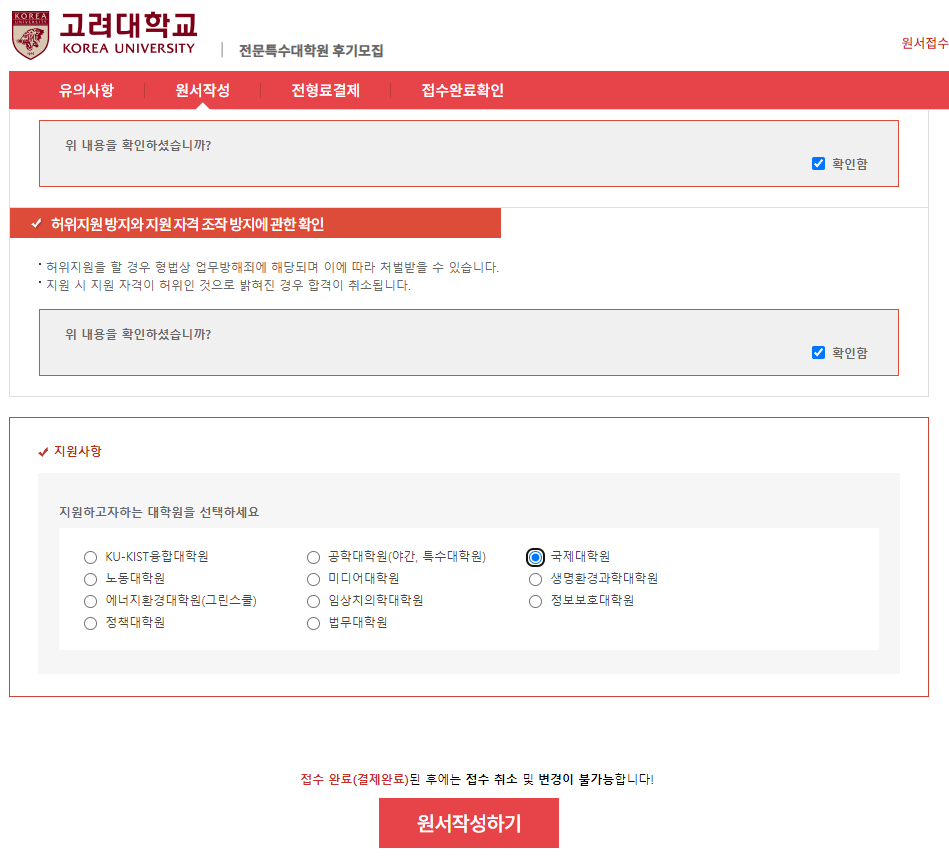 KOREA
UNIVERSITY
고려대학교
KOREA UNIVERSITY
전문특수대학원 후기모집
원서접수
유의사항 원서작성 전형료결제 접수완료확인
위 내용을 확인하셨습니까?
확인함
허위지원 방지와 지원 자격 조작 방지에 관한 확인
허위지원을 할 경우 형법상 업무방해죄에 해당되며 이에 따라 처벌받을 수 있습니다.
지원 시 지원 자격이 허위인 것으로 밝혀진 경우 합격이 취소됩니다.
위 내용을 확인하셨습니까?
확인함
지원사항
지원하고자하는 대학원을 선택하세요
KU-KIST융합대학원 공학대학원(야간, 특수대학원) 국제대학원
노동대학원 미디어대학원 생명환경과학대학원
에너지환경대학원(그린스쿨) 임상치의학대학원 정보보호대학원
정책대학원 법무대학원
접수 완료(결제완료)된 후에는 접수 취소 및 변경이 불가능합니다!
원서작성하기